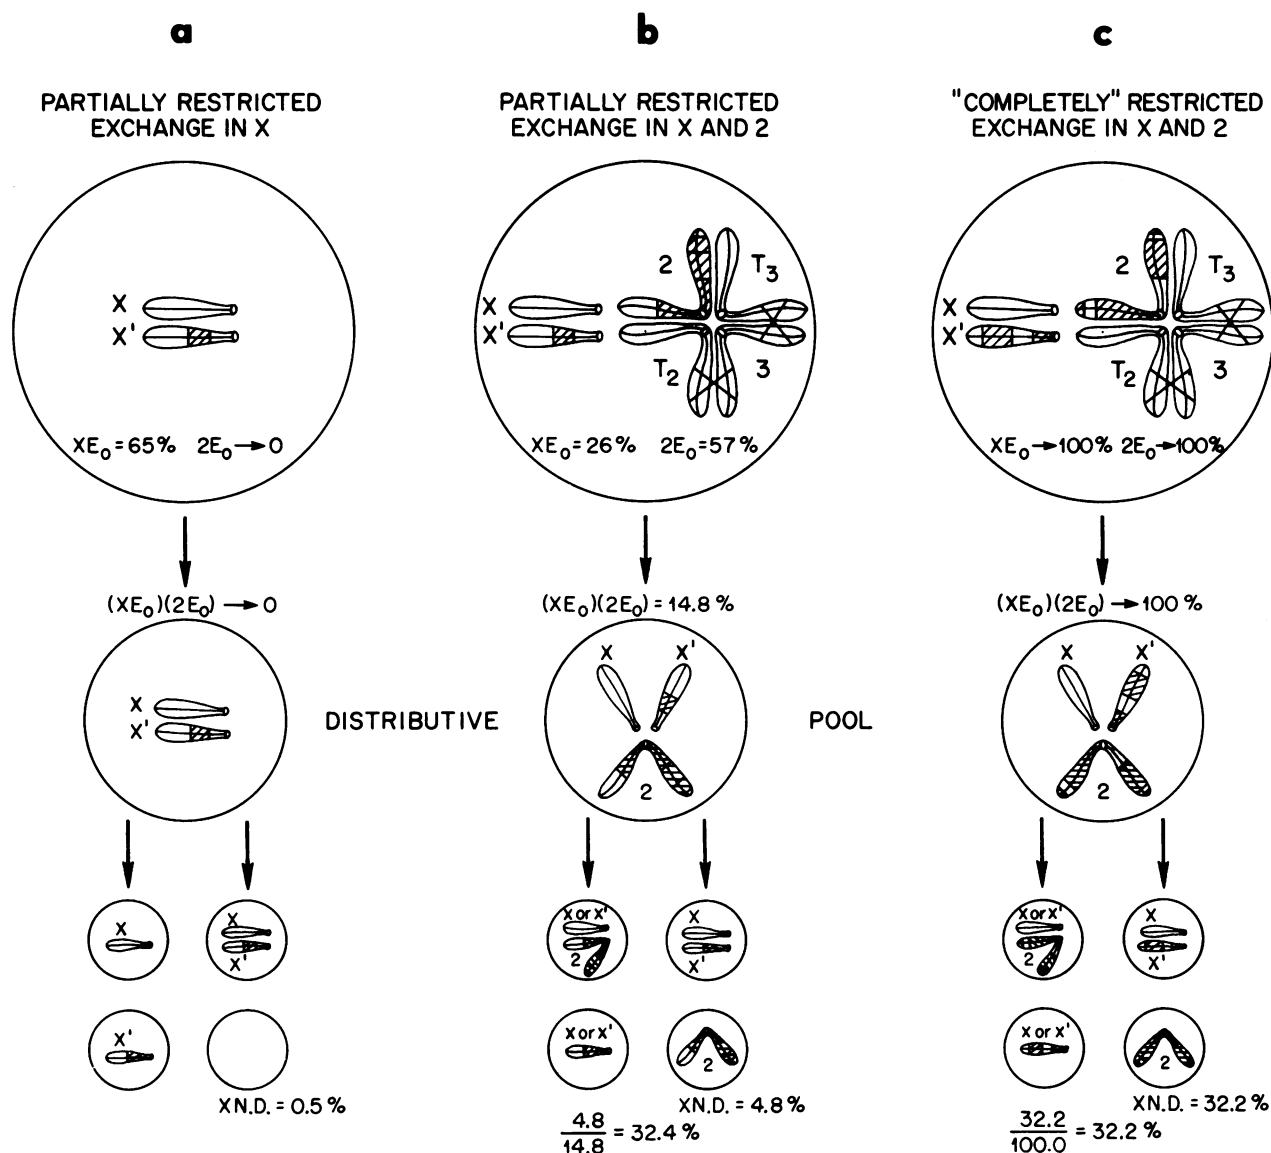 a
PARTIALLY RESTRICTED
EXCHANGE IN X
X
X'
XE₀ = 65% 2E₀ → 0
(XE₀)(2E₀) → 0
X
X'
X
X
X'
X'
XN.D. = 0.5%
b
PARTIALLY RESTRICTED
EXCHANGE IN X AND 2
2 T₃
X
X'
T₂ 3
XE₀ = 26% 2E₀ = 57%
(XE₀)(2E₀) = 14.8%
X X'
2
X or X'
2
X
X'
X or X'
2
XN.D. = 4.8%
4.8
14.8 = 32.4%
c
"COMPLETELY" RESTRICTED
EXCHANGE IN X AND 2
2 T₃
X
X'
T₂ 3
XE₀ → 100% 2E₀ → 100%
(XE₀)(2E₀) → 100%
X X'
2
X or X'
2
X
X'
X or X'
2
XN.D. = 32.2%
32.2
100.0 = 32.2%
DISTRIBUTIVE POOL